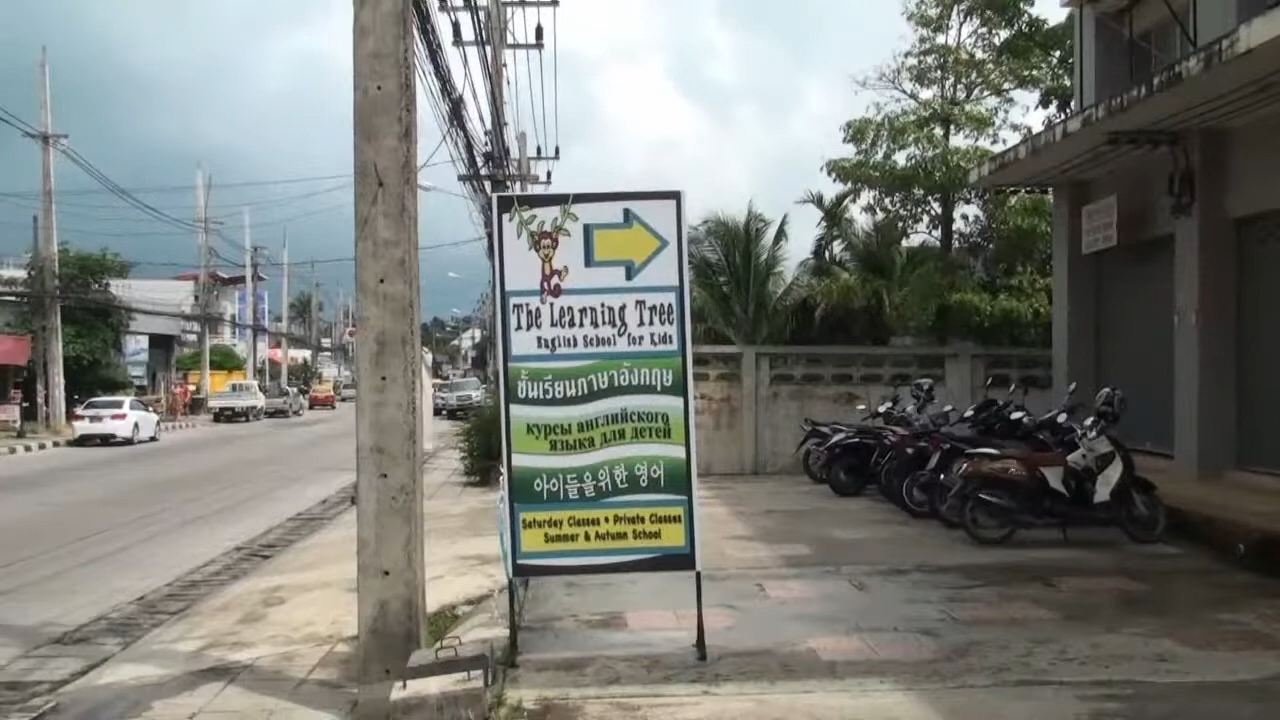 The Learning Tree
English School for Kids
ชั้นเรียนภาษาอังกฤษ
курсы английского
языка для детей
아이들을위한 영어
Saturday Classes • Private Classes
Summer & Autumn School